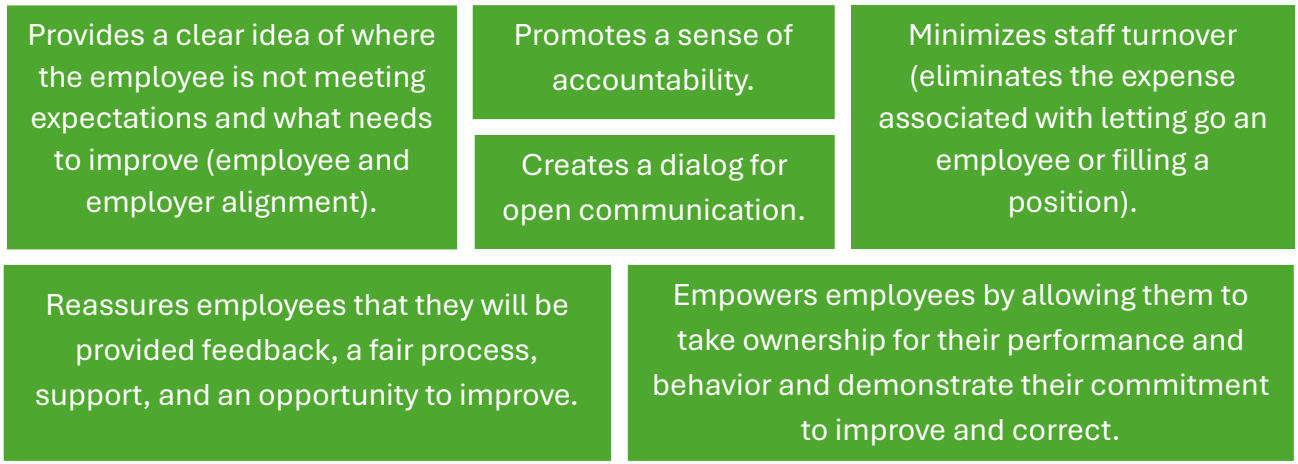 Provides a clear idea of where
the employee is not meeting
expectations and what needs
to improve (employee and
employer alignment).
Promotes a sense of
accountability.
Creates a dialog for
open communication.
Minimizes staff turnover
(eliminates the expense
associated with letting go an
employee or filling a
position).
Reassures employees that they will be
provided feedback, a fair process,
support, and an opportunity to improve.
Empowers employees by allowing them to
take ownership for their performance and
behavior and demonstrate their commitment
to improve and correct.